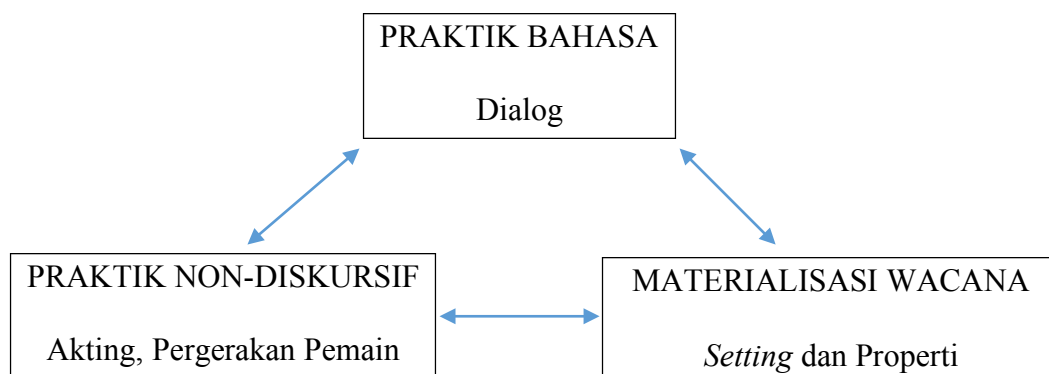 PRAKTIK BAHASA
Dialog
PRAKTIK NON-DISKURSIF
Akting, Pergerakan Pemain
MATERIALISASI WACANA
Setting dan Properti